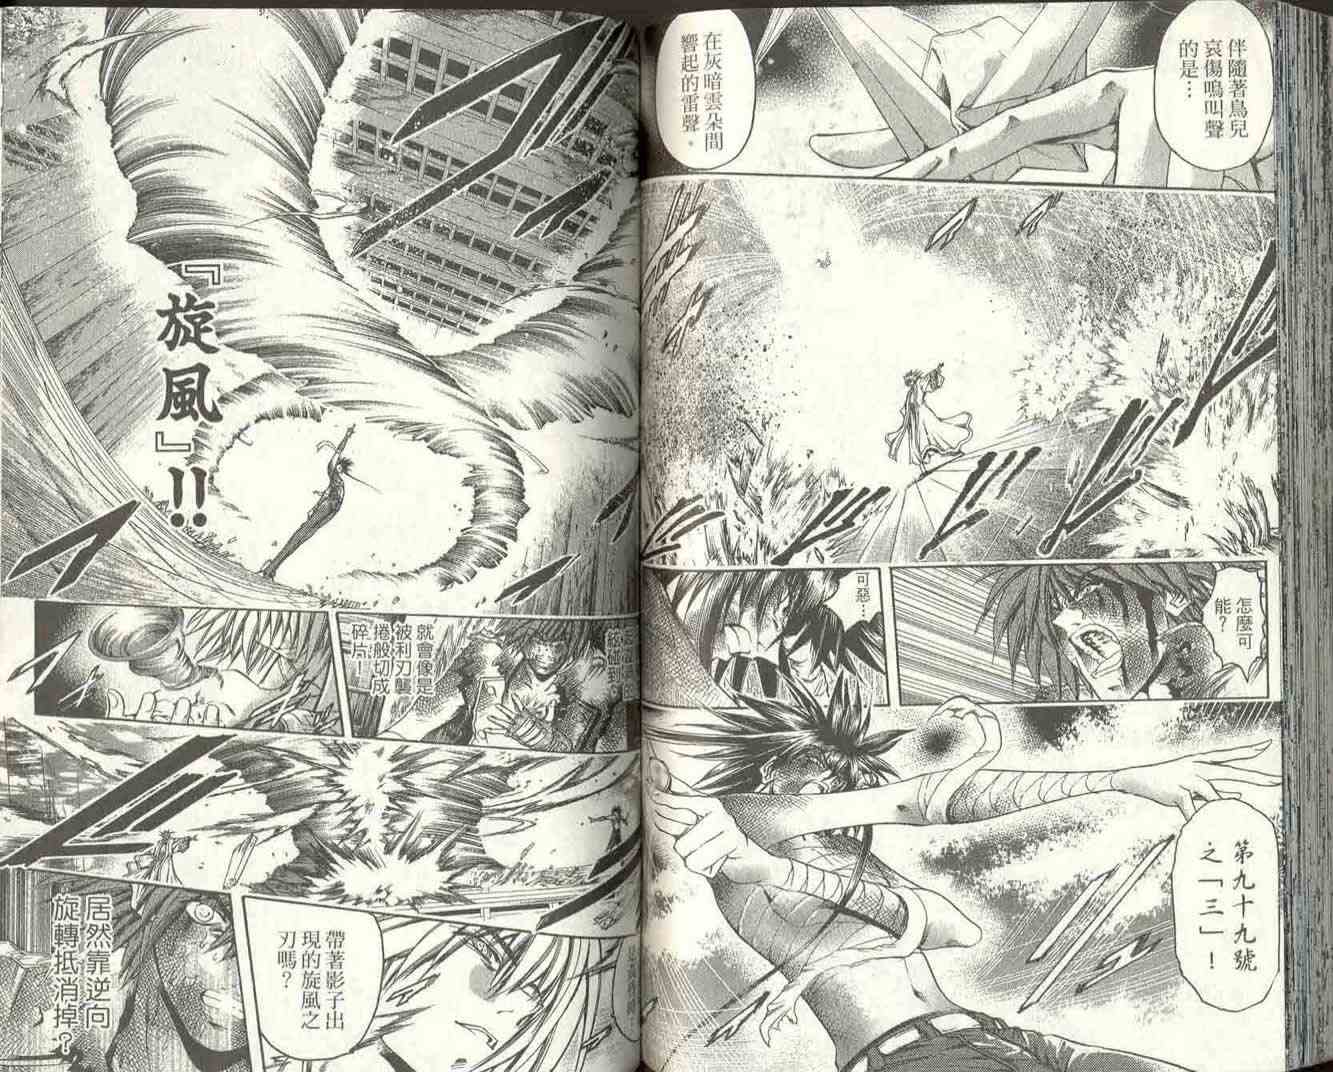 伴隨著鳥兒
哀傷鳴叫聲
的是…
在灰暗雲朵間
響起的雷聲。
怎麼可
能？
可惡…
第九十九號
之「三」！
『旋風』!!
就會像是
被利刃襲
捲般切成
碎片！
帶著影子出
現的旋風之
刃嗎？
居然靠逆向
旋轉抵消掉？